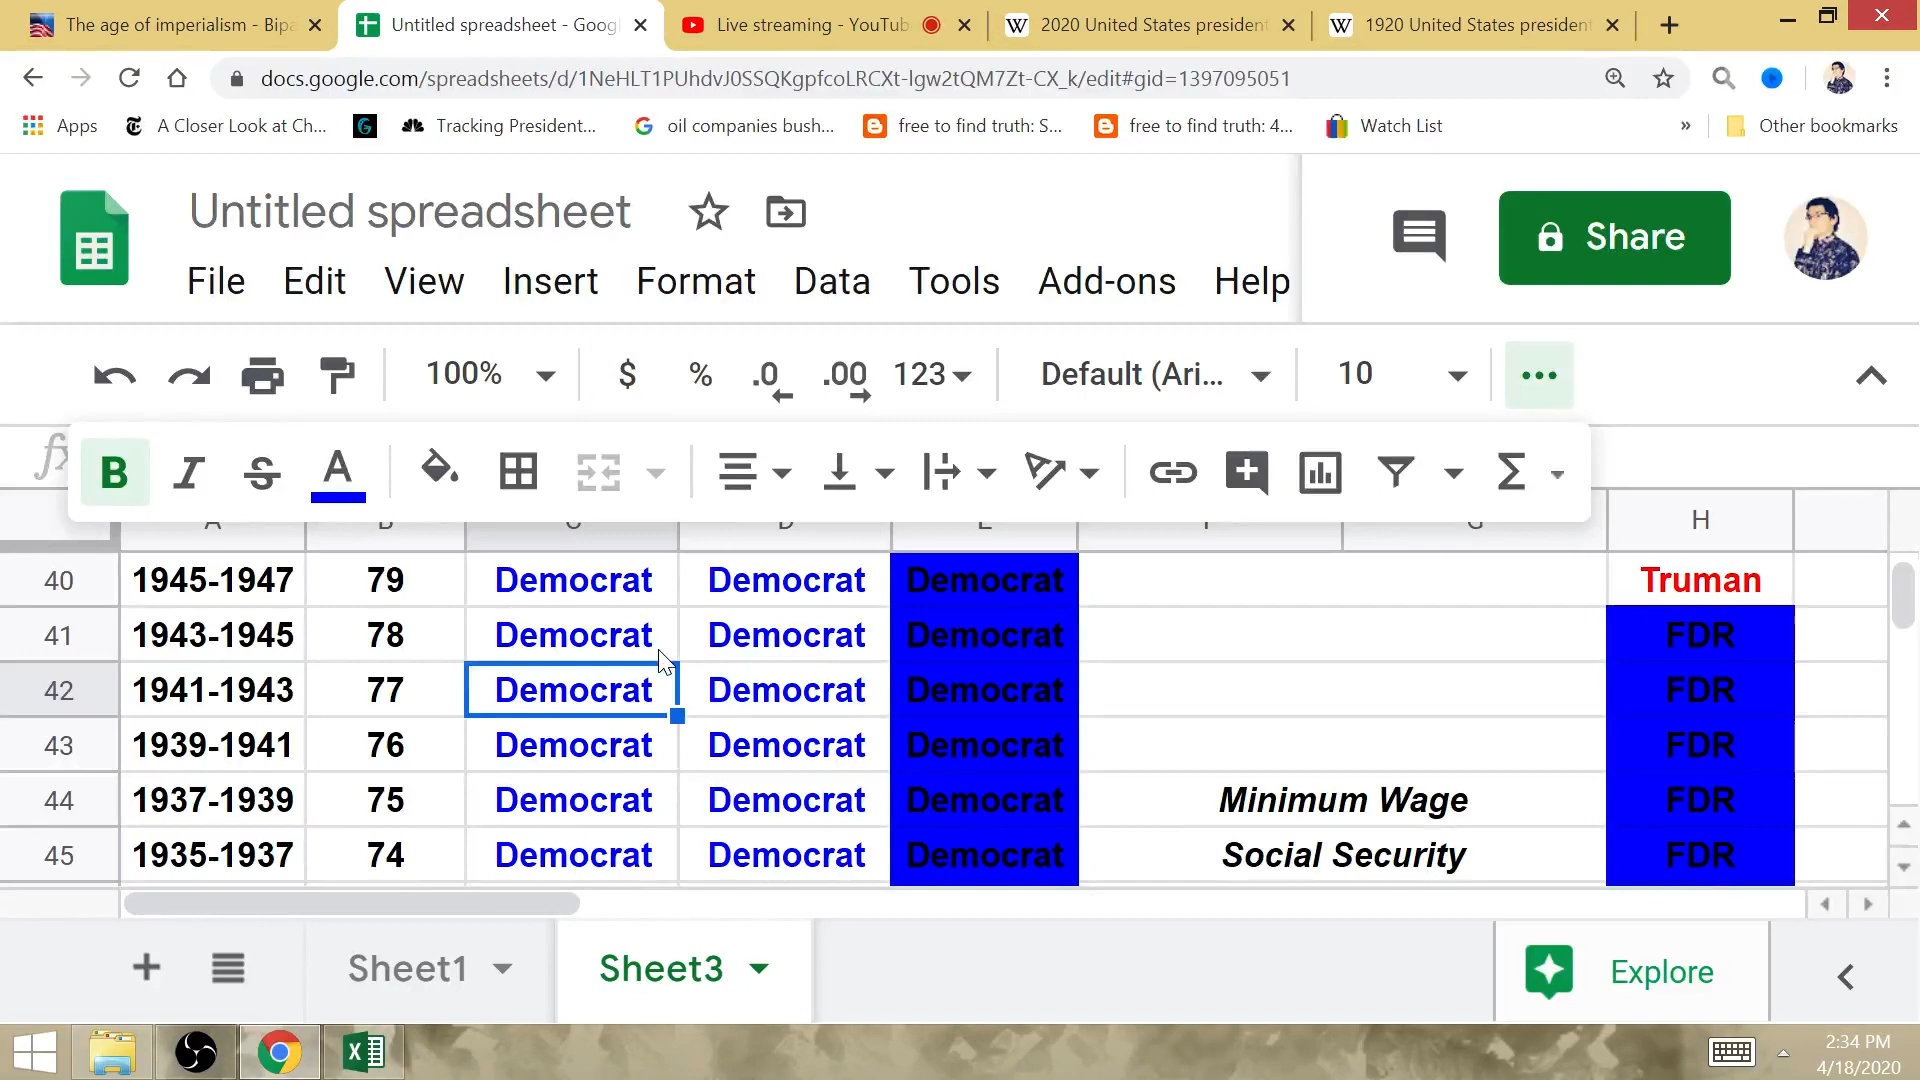 The age of imperialism - Bipa
Untitled spreadsheet - Goog
Live streaming - YouTub
2020 United States president
1920 United States president
docs.google.com/spreadsheets/d/1NeHLT1PUhdvJ0SSQKgpfcoLRCXt-lgw2tQM7Zt-CX_k/edit#gid=1397095051
Apps
A Closer Look at Ch...
Tracking President...
oil companies bush...
free to find truth: S...
free to find truth: 4...
Watch List
»
Other bookmarks
Untitled spreadsheet
Share
File Edit View Insert Format Data Tools Add-ons Help
100% $ % .0 .00 123 Default (Ari... 10
fx
B I S A Σ
A B C D E F G H
40 1945-1947 79 Democrat Democrat Democrat Truman
41 1943-1945 78 Democrat Democrat Democrat FDR
42 1941-1943 77 Democrat Democrat Democrat FDR
43 1939-1941 76 Democrat Democrat Democrat FDR
44 1937-1939 75 Democrat Democrat Democrat Minimum Wage FDR
45 1935-1937 74 Democrat Democrat Democrat Social Security FDR
Sheet1 Sheet3 Explore
2:34 PM
4/18/2020